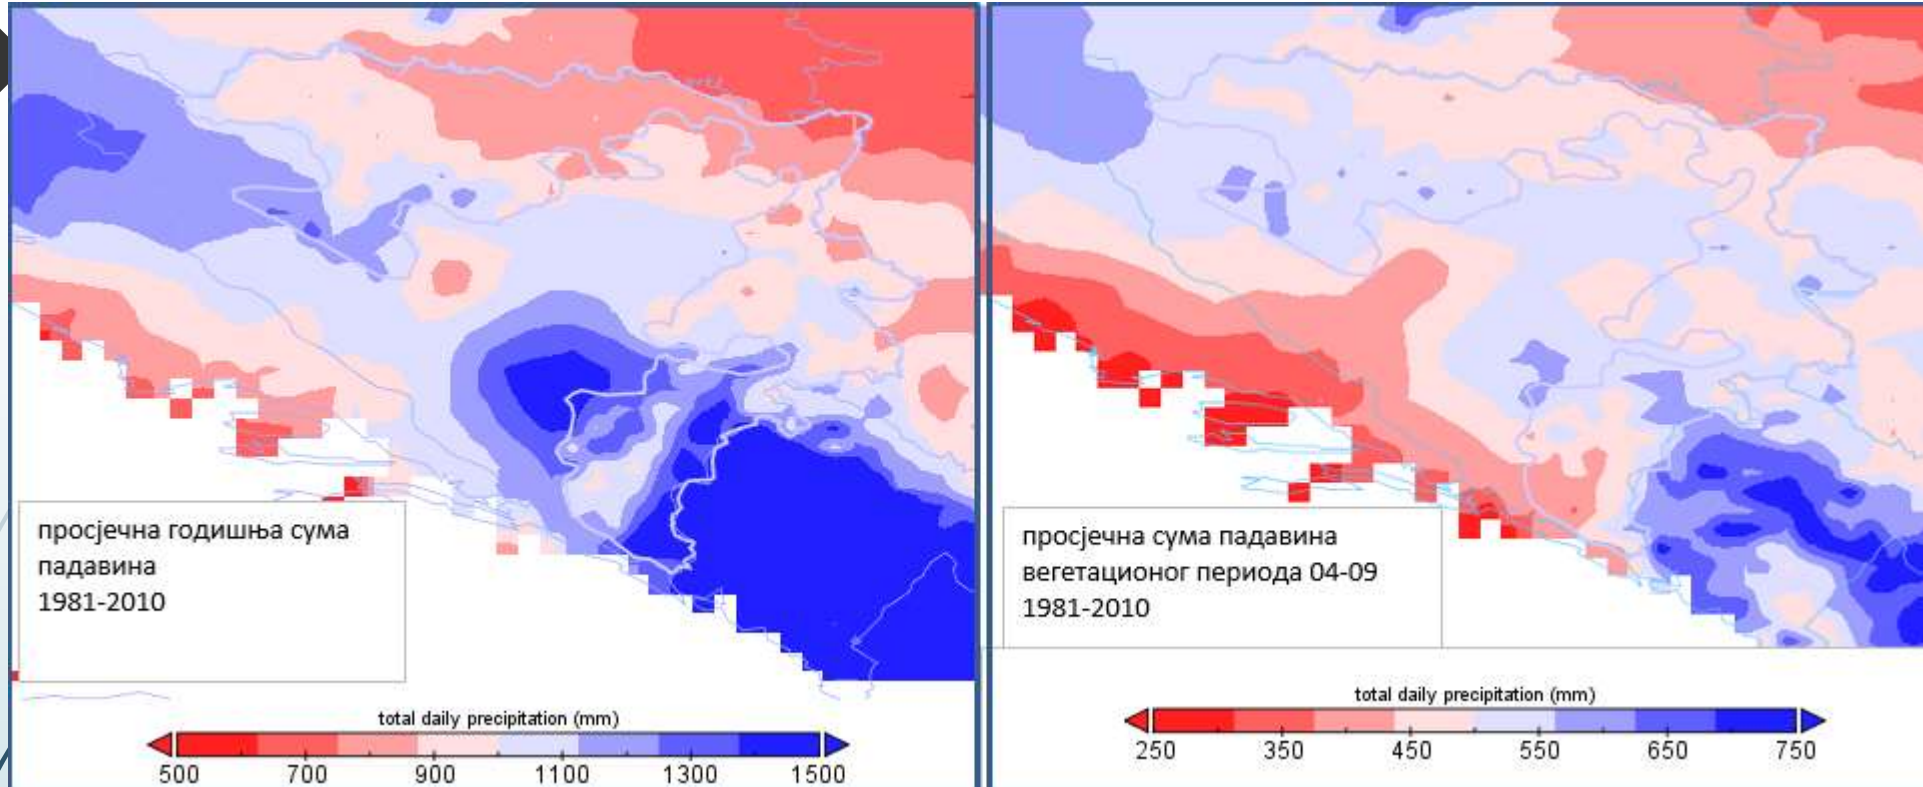 просјечна годишња сума
падавина
1981-2010
total daily precipitation (mm)
500 700 900 1100 1300 1500
просјечна сума падавина
вегетационог периода 04-09
1981-2010
total daily precipitation (mm)
250 350 450 550 650 750